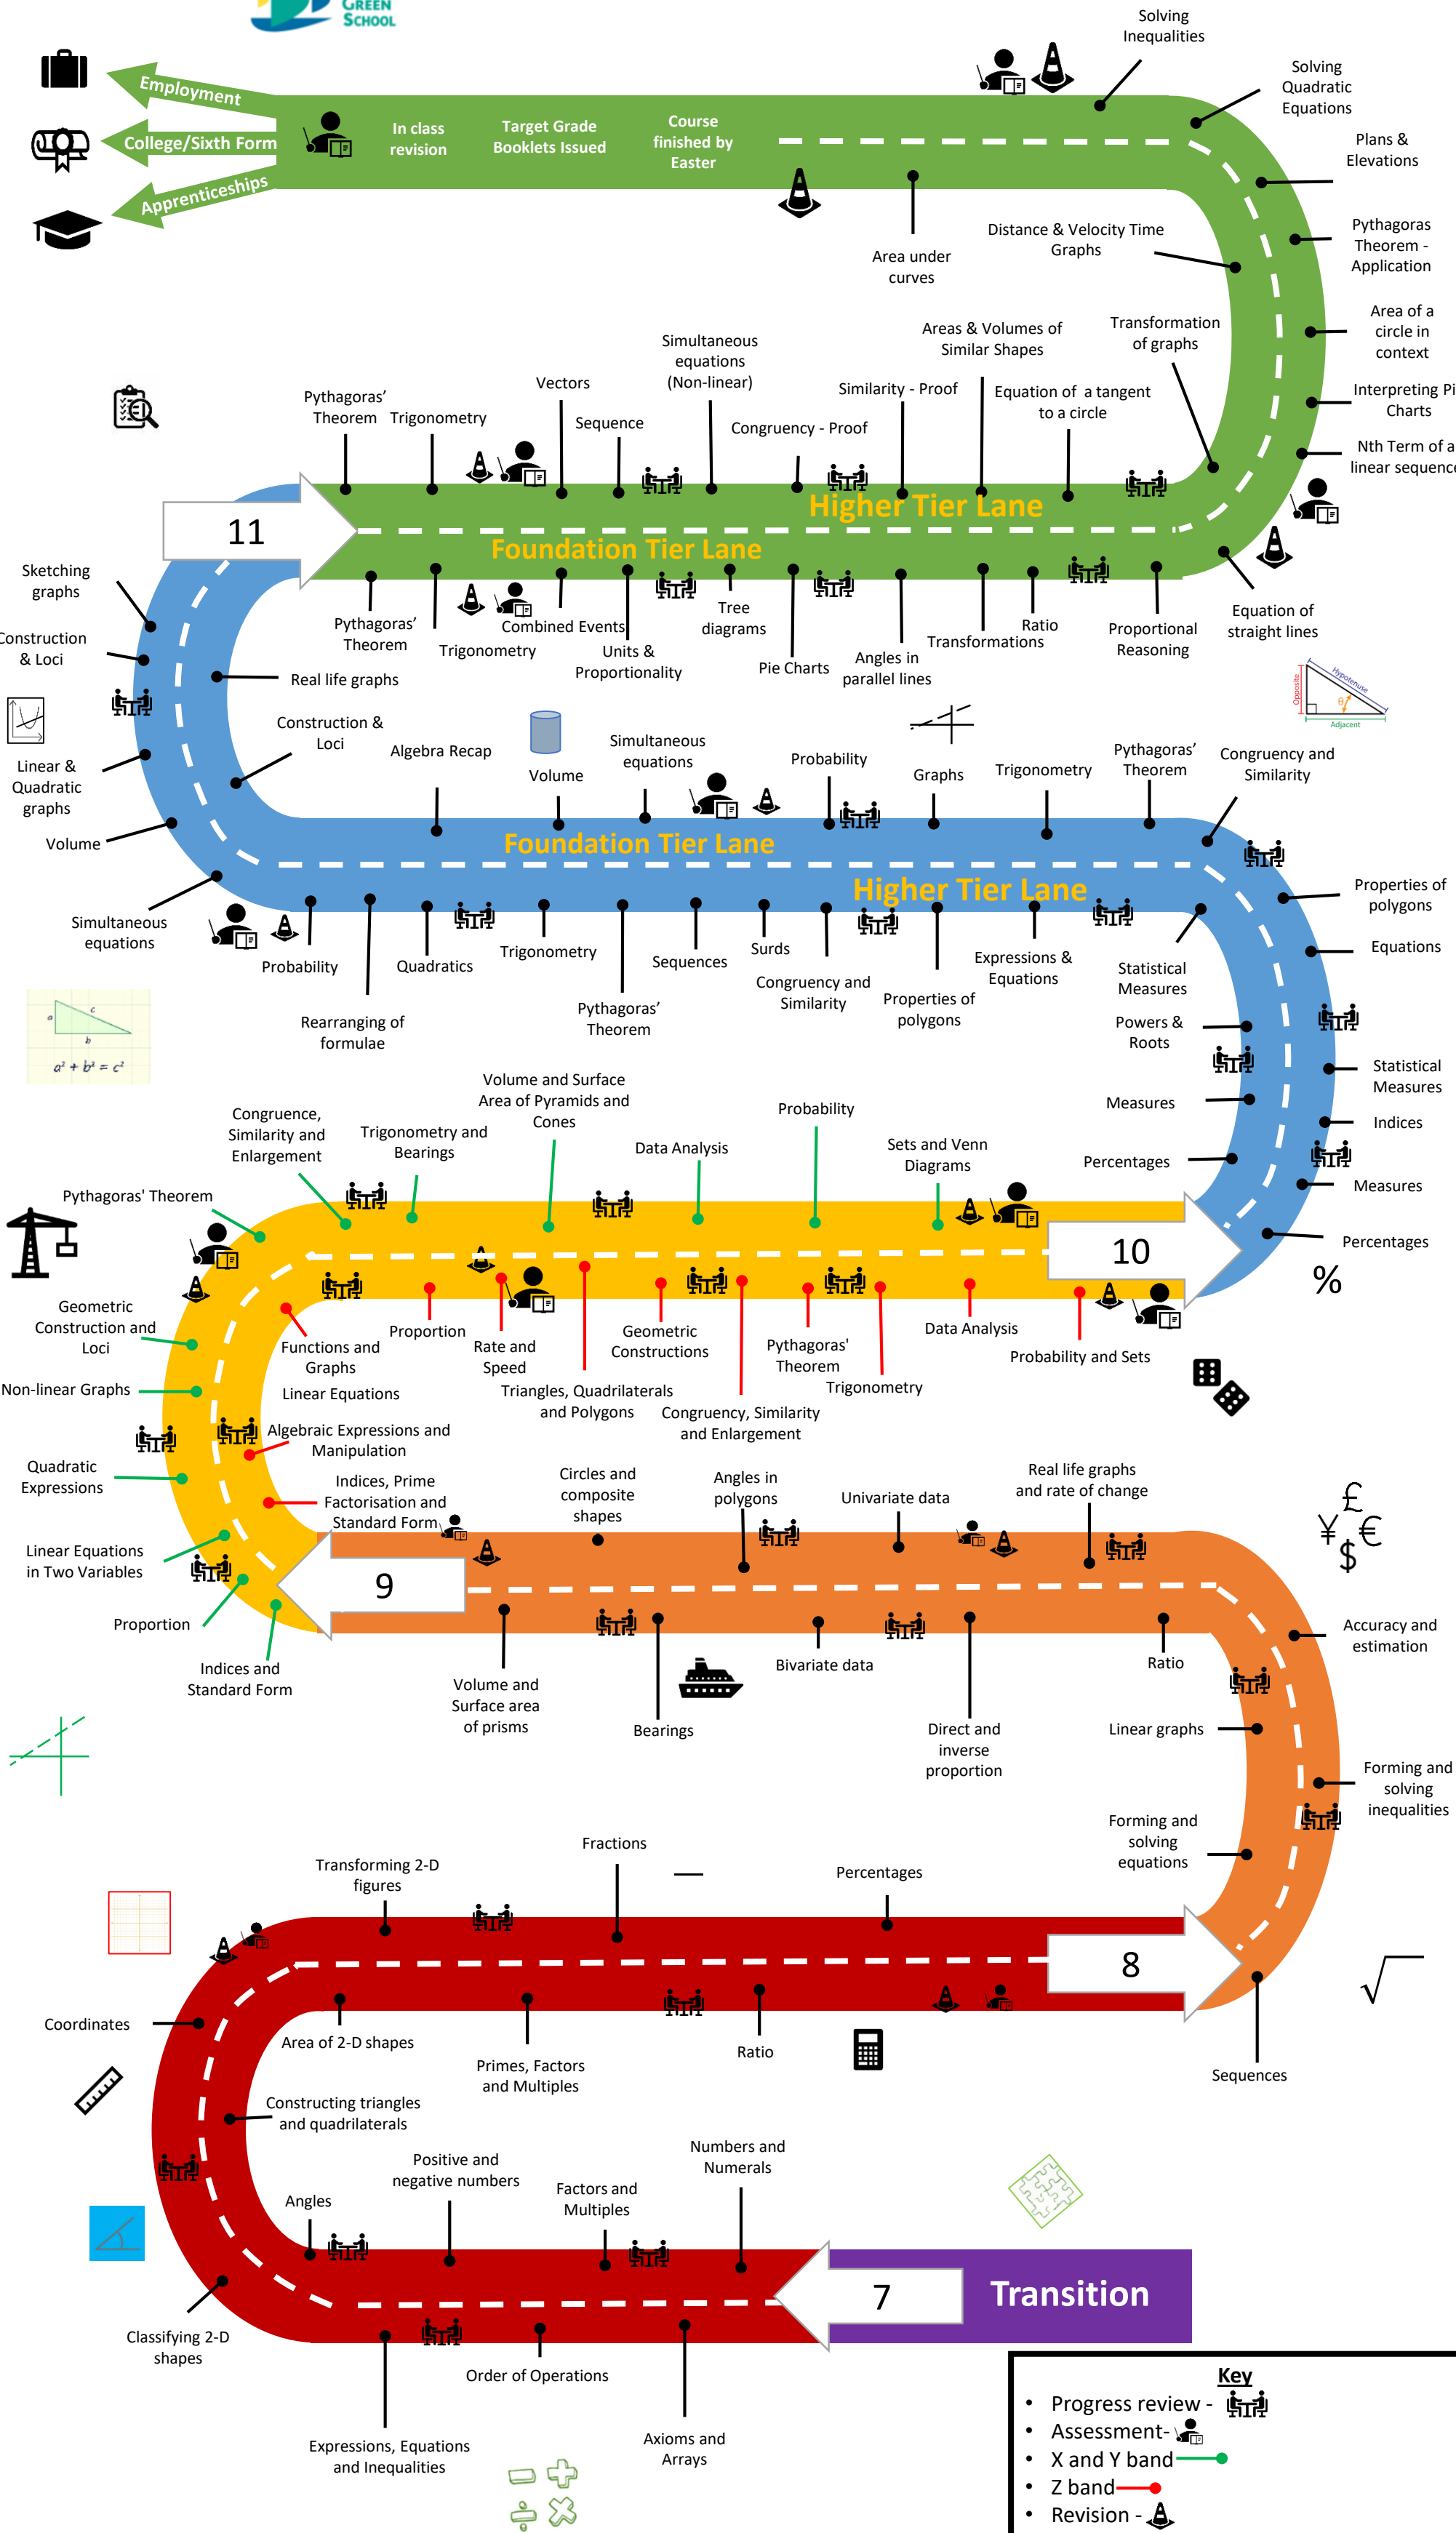 GREEN
SCHOOL
Solving
Inequalities
Solving
Quadratic
Equations
Employment
College/Sixth Form
Apprenticeships
In class
revision
Target Grade
Booklets Issued
Course
finished by
Easter
Plans &
Elevations
Pythagoras
Theorem -
Application
Distance & Velocity Time
Graphs
Area under
curves
Area of a
circle in
context
Interpreting Pi
Charts
Nth Term of a
linear sequenc
Pythagoras'
Theorem
Trigonometry
Vectors
Sequence
Simultaneous
equations
(Non-linear)
Congruency - Proof
Similarity - Proof
Areas & Volumes of
Similar Shapes
Equation of a tangent
to a circle
Transformation
of graphs
11
Higher Tier Lane
Foundation Tier Lane
Pythagoras'
Theorem
Trigonometry
Combined Events
Units &
Proportionality
Tree
diagrams
Pie Charts
Angles in
parallel lines
Transformations
Ratio
Proportional
Reasoning
Equation of
straight lines
Opposite
Hypotenuse
θ
Adjacent
Sketching
graphs
Construction
& Loci
Real life graphs
Construction &
Loci
Linear &
Quadratic
graphs
Volume
Simultaneous
equations
Algebra Recap
Volume
Simultaneous
equations
Probability
Graphs
Trigonometry
Pythagoras'
Theorem
Congruency and
Similarity
Foundation Tier Lane
Higher Tier Lane
Probability
Rearranging of
formulae
Quadratics
Trigonometry
Pythagoras'
Theorem
Sequences
Surds
Congruency and
Similarity
Properties of
polygons
Expressions &
Equations
Statistical
Measures
Powers &
Roots
Measures
Percentages
Properties of
polygons
Equations
Statistical
Measures
Indices
Measures
Percentages
%
a
c
b
a² + b² = c²
Pythagoras' Theorem
Congruence,
Similarity and
Enlargement
Trigonometry and
Bearings
Volume and Surface
Area of Pyramids and
Cones
Data Analysis
Probability
Sets and Venn
Diagrams
10
Geometric
Construction and
Loci
Non-linear Graphs
Quadratic
Expressions
Linear Equations
in Two Variables
Proportion
Indices and
Standard Form
Functions and
Graphs
Linear Equations
Algebraic Expressions and
Manipulation
Indices, Prime
Factorisation and
Standard Form
Proportion
Rate and
Speed
Triangles, Quadrilaterals
and Polygons
Geometric
Constructions
Congruency, Similarity
and Enlargement
Pythagoras'
Theorem
Trigonometry
Data Analysis
Probability and Sets
9
Circles and
composite
shapes
Angles in
polygons
Univariate data
Real life graphs
and rate of change
£
¥ €
$
Volume and
Surface area
of prisms
Bearings
Bivariate data
Direct and
inverse
proportion
Ratio
Accuracy and
estimation
Linear graphs
Forming and
solving
inequalities
Forming and
solving
equations
Sequences
√
8
Transforming 2-D
figures
Fractions
Percentages
Coordinates
Area of 2-D shapes
Primes, Factors
and Multiples
Ratio
Constructing triangles
and quadrilaterals
Angles
Positive and
negative numbers
Factors and
Multiples
Numbers and
Numerals
7
Transition
Classifying 2-D
shapes
Expressions, Equations
and Inequalities
Order of Operations
Axioms and
Arrays
Key
• Progress review -
• Assessment-
• X and Y band
• Z band
• Revision -